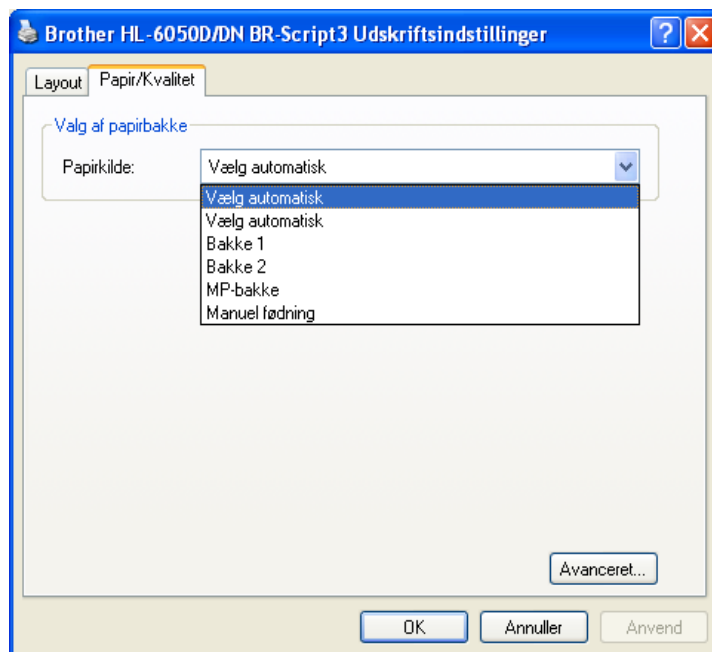 Brother HL-6050D/DN BR-Script3 Udskriftsindstillinger
Layout
Papir/Kvalitet
Valg af papirbakke
Papirkilde:
Vælg automatisk
Vælg automatisk
Vælg automatisk
Bakke 1
Bakke 2
MP-bakke
Manuel fødning
Avanceret...
OK
Annuller
Anvend